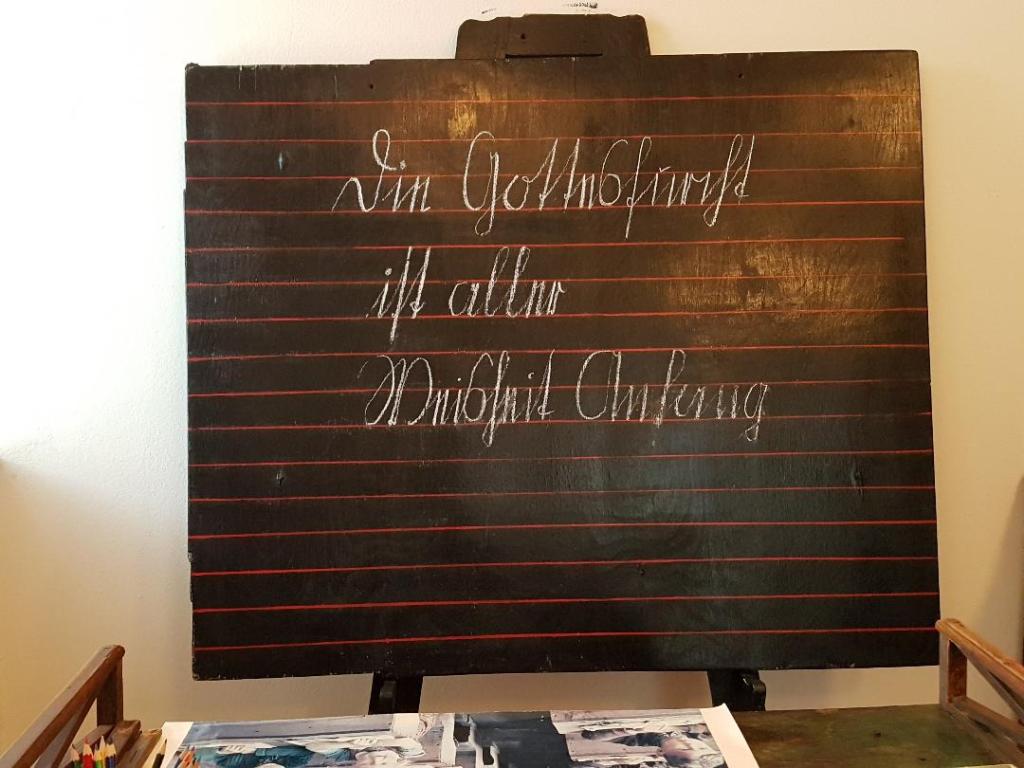 Die Gottesfurcht
ist aller
Weisheit Anfang